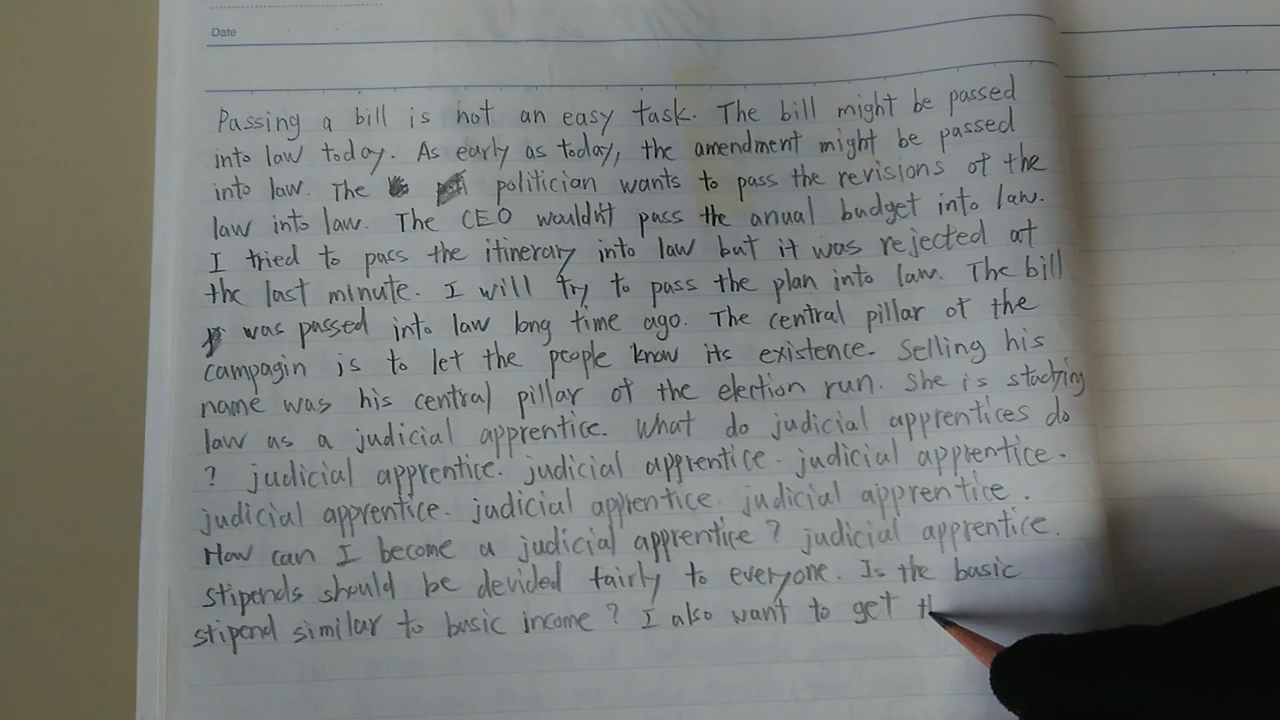 Date
Passing a bill is not an easy task. The bill might be passed
into law today. As early as today, the amendment might be passed
into law. The politician wants to pass the revisions of the
law into law. The CEO wouldn't pass the anual budget into law.
I tried to pass the itinerary into law but it was rejected at
the last minute. I will try to pass the plan into law. The bill
was passed into law long time ago. The central pillar of the
campagin is to let the people know its existence. Selling his
name was his central pillar of the election run. She is studying
law as a judicial apprentice. What do judicial apprentices do
? judicial apprentice. judicial apprentice. judicial apprentice.
judicial apprentice. judicial apprentice. judicial apprentice.
How can I become a judicial apprentice? judicial apprentice.
stipends should be devided fairly to everyone. Is the basic
stipend similar to basic income? I also want to get th